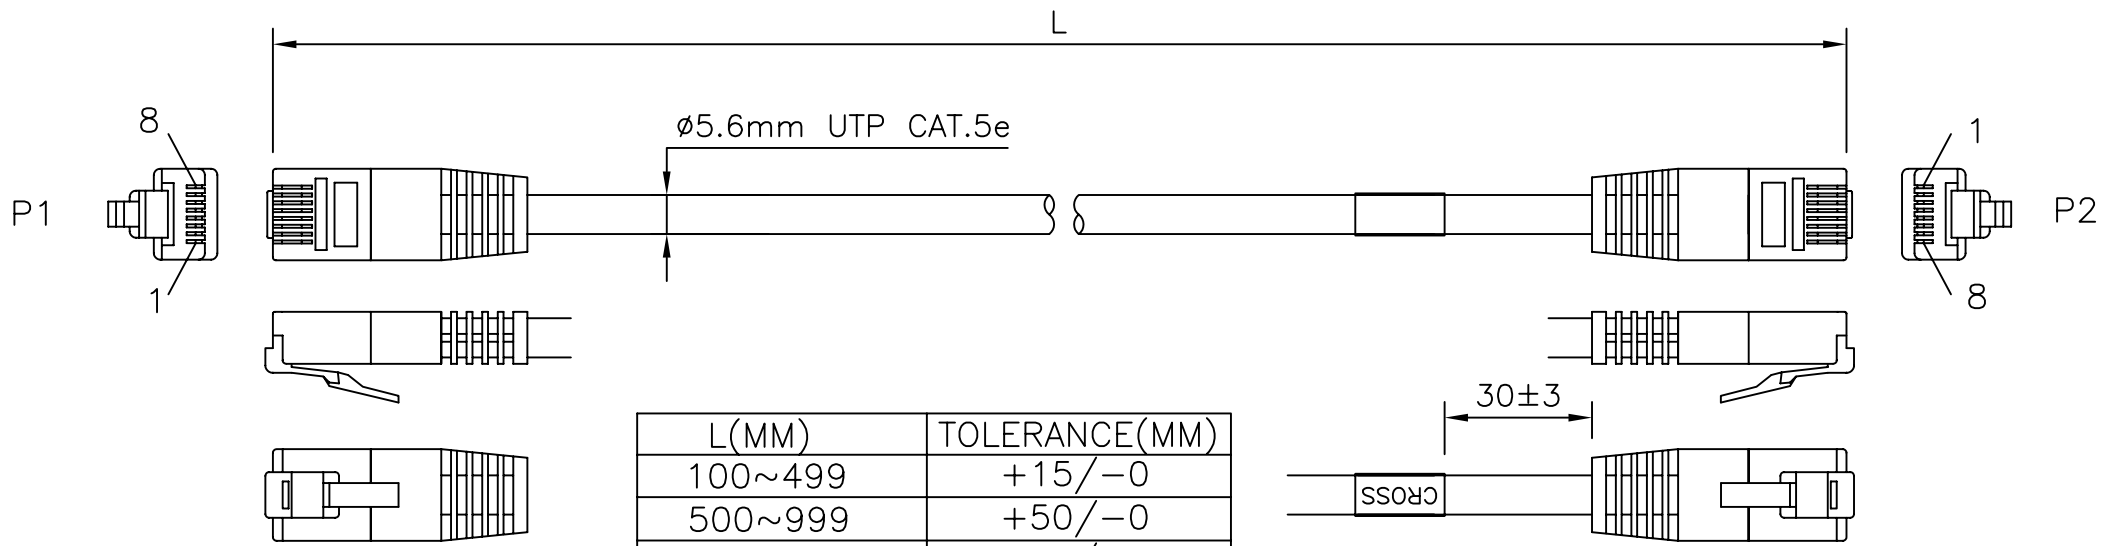 L
8
⌀5.6mm UTP CAT.5e
1
P1
P2
1
8
30±3
L(MM) TOLERANCE(MM)
100~499 +15/-0
500~999 +50/-0
CROSS